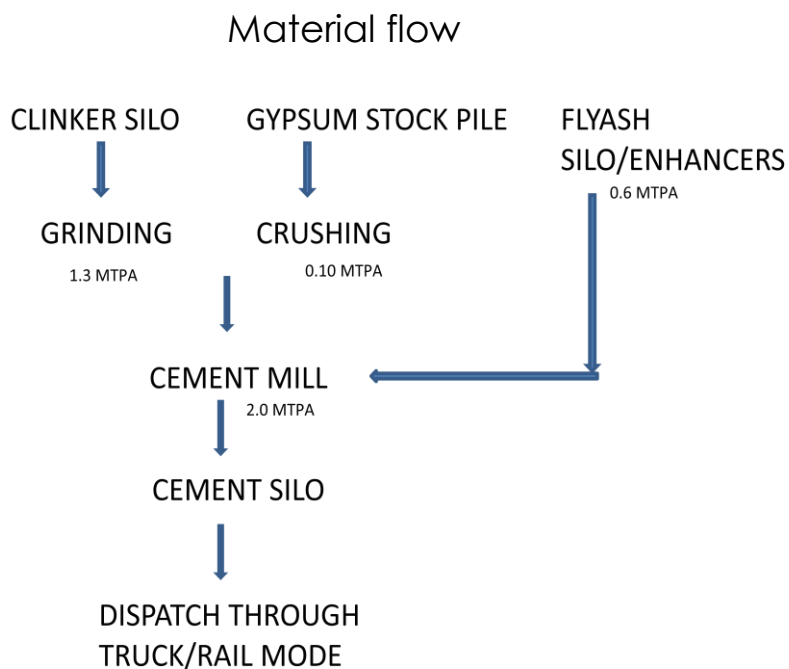 Material flow
CLINKER SILO
GYPSUM STOCK PILE
FLYASH
SILO/ENHANCERS
0.6 MTPA
GRINDING
1.3 MTPA
CRUSHING
0.10 MTPA
CEMENT MILL
2.0 MTPA
CEMENT SILO
DISPATCH THROUGH
TRUCK/RAIL MODE